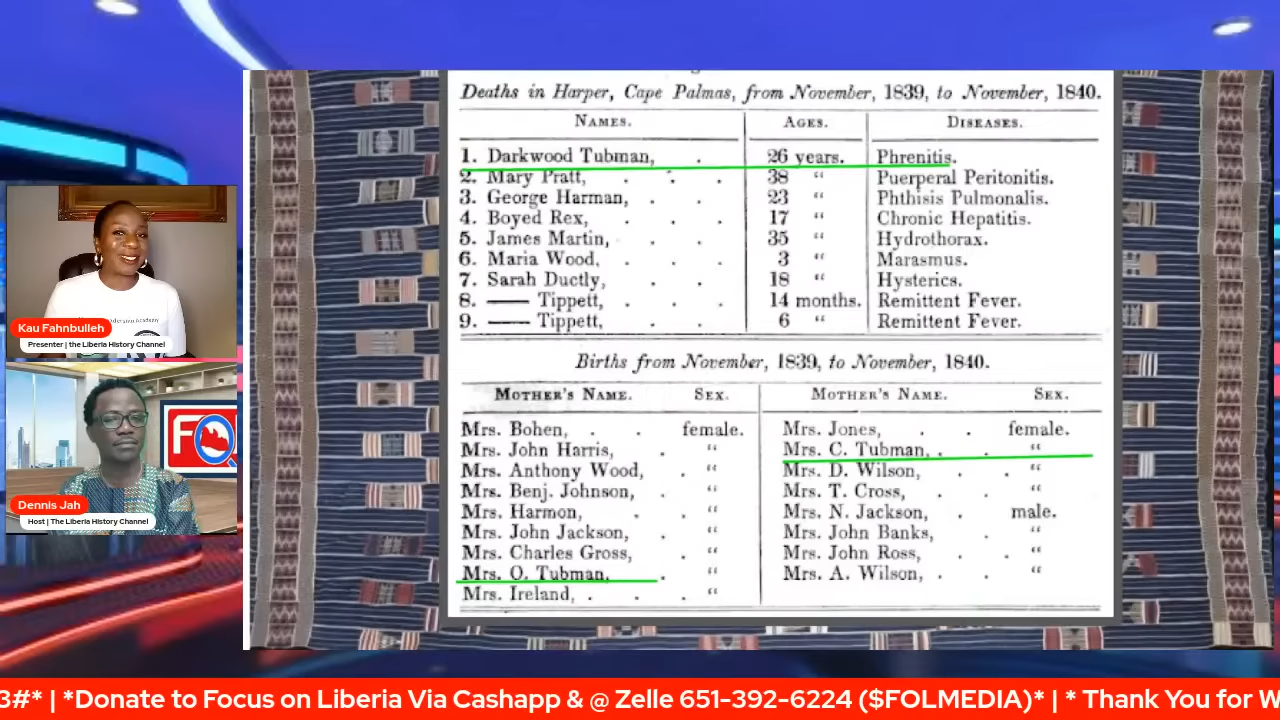 Deaths in Harper, Cape Palmas, from November, 1839, to November, 1840.
NAMES. AGES. DISEASES.
1. Darkwood Tubman, . 26 years. Phrenitis.
2. Mary Pratt, . . . 38 “ Puerperal Peritonitis.
3. George Harman, . . . 23 “ Phthisis Pulmonalis.
4. Boyed Rex, . . . 17 “ Chronic Hepatitis.
5. James Martin, . . . 35 “ Hydrothorax.
6. Maria Wood, . . . 3 “ Marasmus.
7. Sarah Ductly, . . . 18 “ Hysterics.
8. —— Tippett, . . . 14 months. Remittent Fever.
9. —— Tippett, . . 6 “ Remittent Fever.
Births from November, 1839, to November, 1840.
MOTHER'S NAME. SEX. MOTHER'S NAME. SEX.
Mrs. Bohen, . . female. Mrs. Jones, . . female.
Mrs. John Harris, . “ Mrs. C. Tubman, . . “
Mrs. Anthony Wood, . “ Mrs. D. Wilson, . . “
Mrs. Benj. Johnson, . “ Mrs. T. Cross, . . “
Mrs. Harmon, . . “ Mrs. N. Jackson, . male.
Mrs. John Jackson, . “ Mrs. John Banks, . “
Mrs. Charles Gross, . “ Mrs. John Ross, . . “
Mrs. O. Tubman, . “ Mrs. A. Wilson, . . “
Mrs. Ireland, . . . “
Kau Fahnbulleh
Presenter | the Liberia History Channel
FO
Dennis Jah
Host | The Liberia History Channel
3#* | *Donate to Focus on Liberia Via Cashapp & @ Zelle 651-392-6224 ($FOLMEDIA)* | * Thank You for W